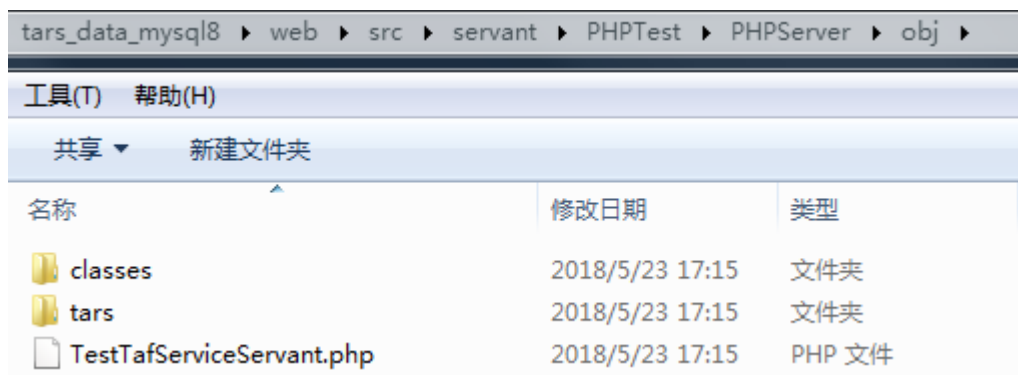 tars_data_mysql8 ▸ web ▸ src ▸ servant ▸ PHPTest ▸ PHPServer ▸ obj ▸
工具(T) 帮助(H)
共享 ▼ 新建文件夹
名称 修改日期 类型
classes 2018/5/23 17:15 文件夹
tars 2018/5/23 17:15 文件夹
TestTafServiceServant.php 2018/5/23 17:15 PHP 文件